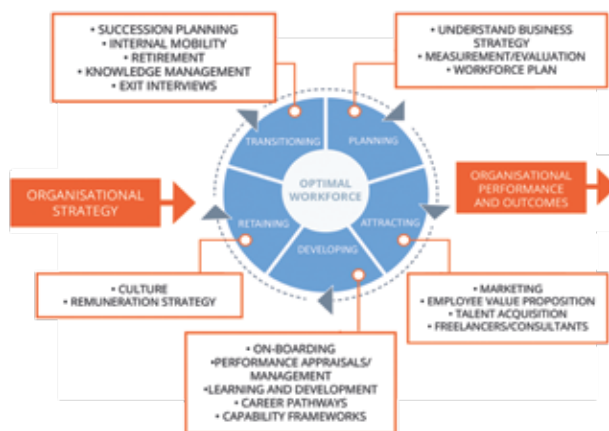 • SUCCESSION PLANNING
• INTERNAL MOBILITY
• RETIREMENT
• KNOWLEDGE MANAGEMENT
• EXIT INTERVIEWS
• UNDERSTAND BUSINESS
STRATEGY
• MEASUREMENT/EVALUATION
• WORKFORCE PLAN
TRANSITIONING
PLANNING
ORGANISATIONAL
STRATEGY
OPTIMAL
WORKFORCE
ORGANISATIONAL
PERFORMANCE
AND OUTCOMES
RETAINING
ATTRACTING
DEVELOPING
• CULTURE
• REMUNERATION STRATEGY
• MARKETING
• EMPLOYEE VALUE PROPOSITION
• TALENT ACQUISITION
• FREELANCERS/CONSULTANTS
• ON-BOARDING
•PERFORMANCE APPRAISALS/
MANAGEMENT
•LEARNING AND DEVELOPMENT
• CAREER PATHWAYS
• CAPABILITY FRAMEWORKS